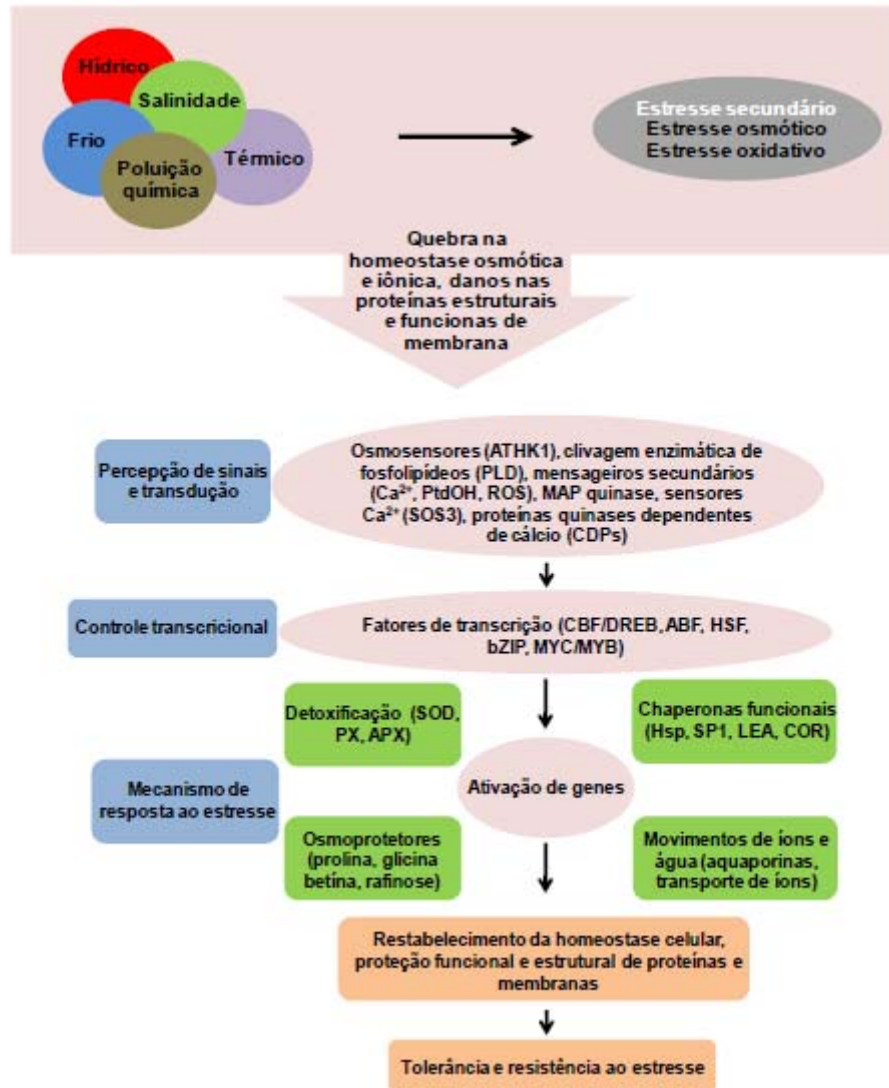 Hídrico
Salinidade
Frio
Térmico
Poluição
química
Estresse secundário
Estresse osmótico
Estresse oxidativo
Quebra na
homeostase osmótica
e iônica, danos nas
proteínas estruturais
e funcionas de
membrana
Percepção de sinais
e transdução
Osmosensores (ATHK1), clivagem enzimática de
fosfolipídeos (PLD), mensageiros secundários
(Ca²⁺, PtdOH, ROS), MAP quinase, sensores
Ca²⁺ (SOS3), proteínas quinases dependentes
de cálcio (CDPs)
Controle transcricional
Fatores de transcrição (CBF/DREB, ABF, HSF,
bZIP, MYC/MYB)
Detoxificação (SOD,
PX, APX)
Chaperonas funcionais
(Hsp, SP1, LEA, COR)
Mecanismo de
resposta ao estresse
Ativação de genes
Osmoprotetores
(prolina, glicina
betína, rafinose)
Movimentos de íons e
água (aquaporinas,
transporte de íons)
Restabelecimento da homeostase celular,
proteção funcional e estrutural de proteínas e
membranas
Tolerância e resistência ao estresse